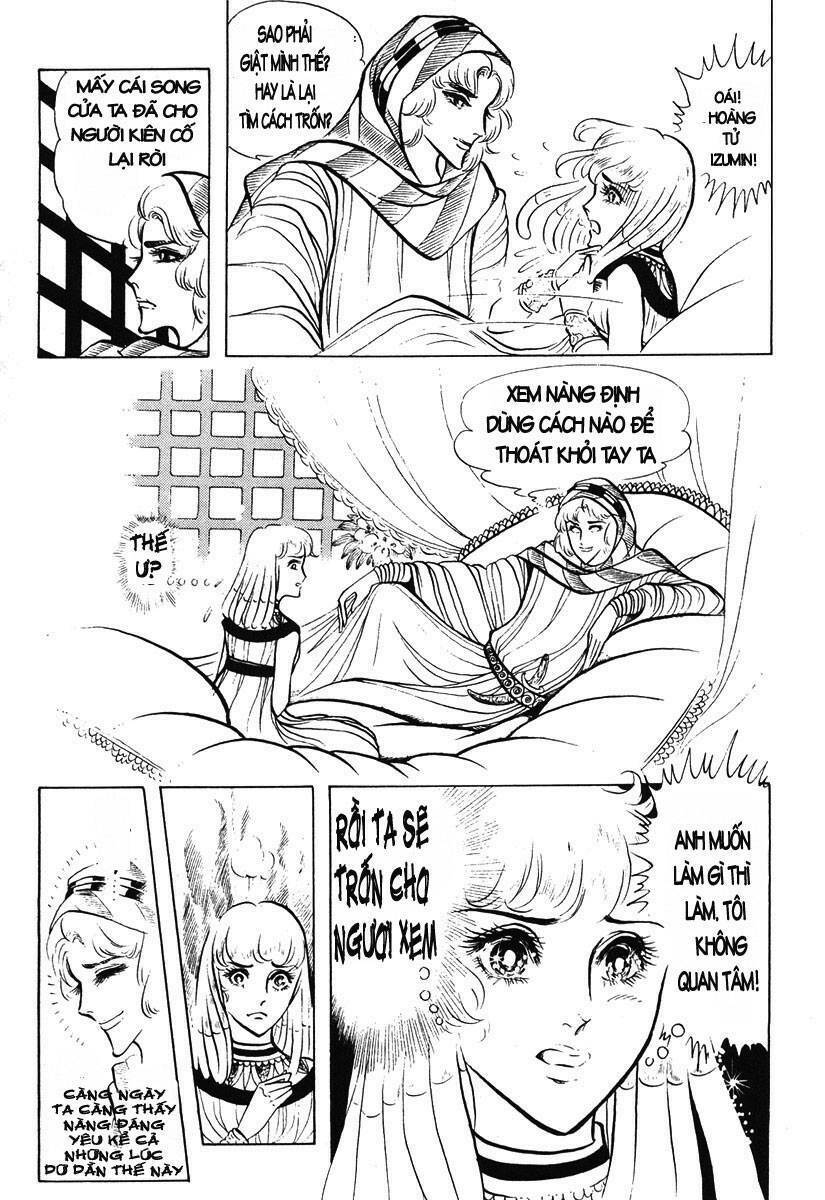 MẤY CÁI SONG
CỬA TA ĐÃ CHO
NGƯỜI KIÊN CỐ
LẠI RỒI
SAO PHẢI
GIẬT MÌNH THẾ?
HAY LÀ LẠI
TÌM CÁCH TRỐN?
OÁI!
HOÀNG
TỬ
IZUMIN!
XEM NÀNG ĐỊNH
DÙNG CÁCH NÀO ĐỂ
THOÁT KHỎI TAY TA
THẾ
Ư?
CÀNG NGÀY
TA CÀNG THẤY
NÀNG ĐÁNG
YÊU KỂ CẢ
NHỮNG LÚC
DỮ DẰN THẾ NÀY
RỒI TA SẼ
TRỐN CHO
NGƯƠI XEM
ANH MUỐN
LÀM GÌ THÌ
LÀM, TÔI
KHÔNG
QUAN TÂM!